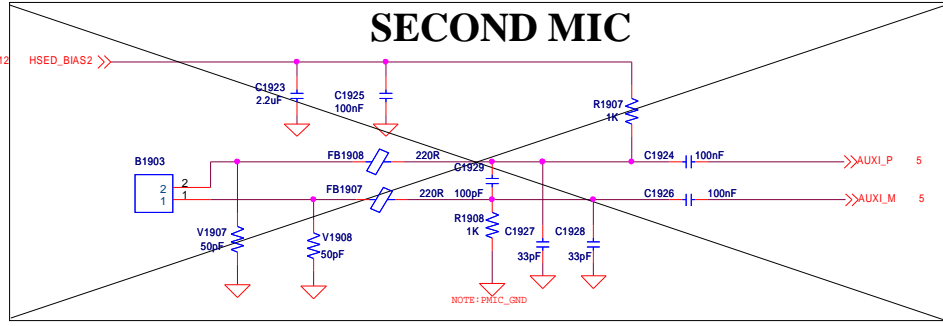 SECOND MIC
12 HSED_BIAS2
C1923
2.2uF
C1925
100nF
R1907
1K
B1903
2
1
2
1
FB1908 220R
C1929
100pF
C1924 100nF
AUXI_P 5
FB1907 220R
C1926 100nF
AUXI_M 5
V1907
50pF
V1908
50pF
R1908
1K
C1927
33pF
C1928
33pF
NOTE:PMIC_GND